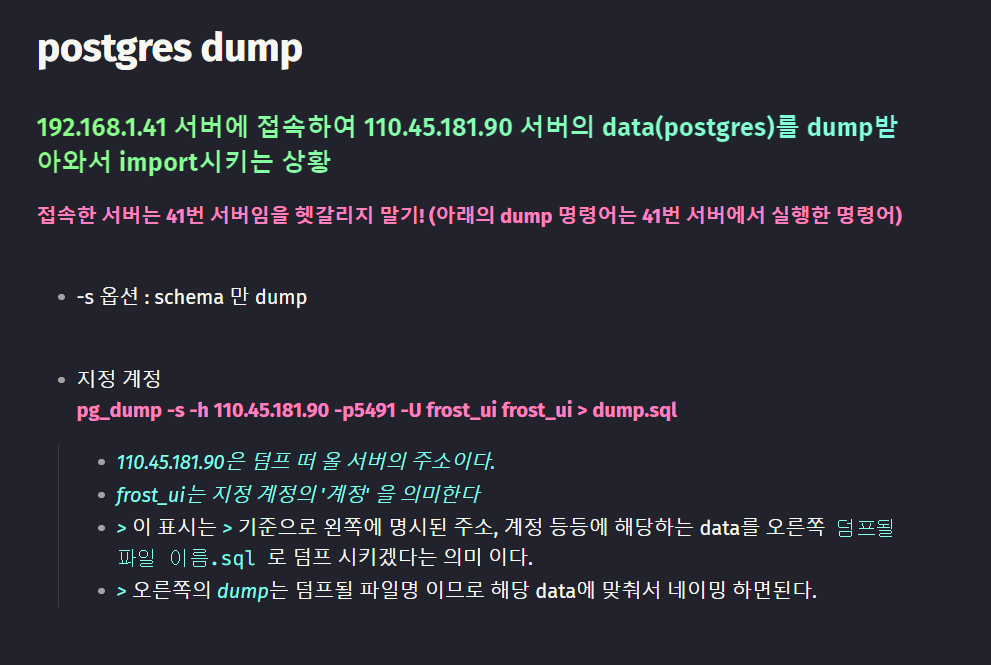 postgres dump
192.168.1.41 서버에 접속하여 110.45.181.90 서버의 data(postgres)를 dump받
아와서 import시키는 상황
접속한 서버는 41번 서버임을 헷갈리지 말기! (아래의 dump 명령어는 41번 서버에서 실행한 명령어)
-s 옵션 : schema 만 dump
지정 계정
pg_dump -s -h 110.45.181.90 -p5491 -U frost_ui frost_ui > dump.sql
110.45.181.90은 덤프 떠 올 서버의 주소이다.
frost_ui는 지정 계정의 '계정' 을 의미한다
> 이 표시는 > 기준으로 왼쪽에 명시된 주소, 계정 등등에 해당하는 data를 오른쪽 덤프될
파일 이름.sql 로 덤프 시키겠다는 의미 이다.
> 오른쪽의 dump는 덤프될 파일명 이므로 해당 data에 맞춰서 네이밍 하면된다.